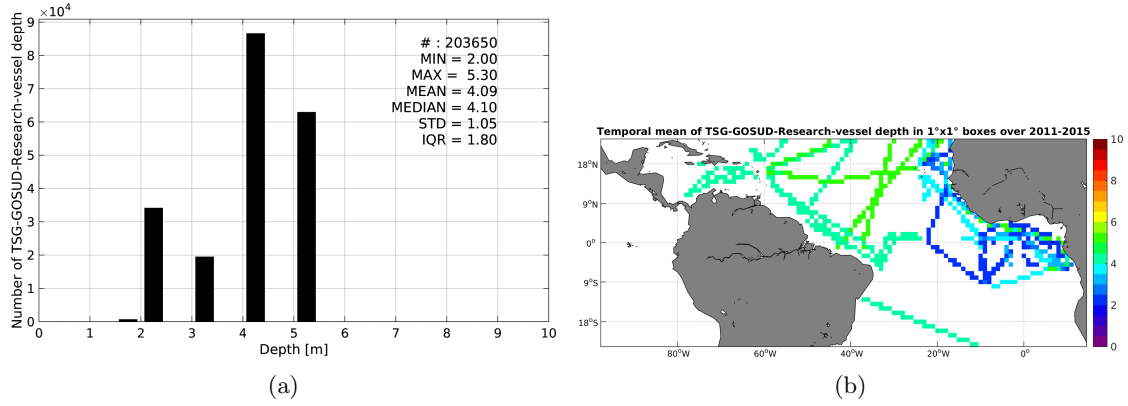 ×10⁴
9
8
7
6
5
4
3
2
1
0
Number of TSG-GOSUD-Research-vessel depth
# : 203650
MIN = 2.00
MAX = 5.30
MEAN = 4.09
MEDIAN = 4.10
STD = 1.05
IQR = 1.80
0 1 2 3 4 5 6 7 8 9 10
Depth [m]
(a)
Temporal mean of TSG-GOSUD-Research-vessel depth in 1°x1° boxes over 2011-2015
18°N
9°N
0°
9°S
18°S
80°W 60°W 40°W 20°W 0°
10
8
6
4
2
0
(b)